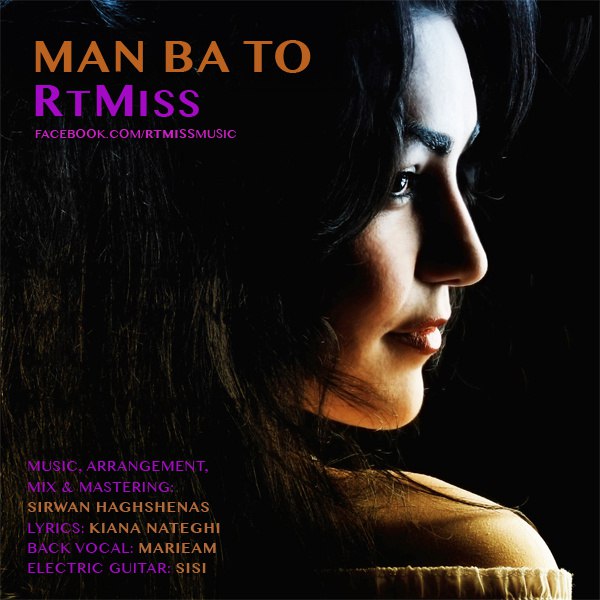 MAN BA TO
RTMISS
FACEBOOK.COM/RTMISSMUSIC
MUSIC, ARRANGEMENT,
MIX & MASTERING:
SIRWAN HAGHSHENAS
LYRICS: KIANA NATEGHI
BACK VOCAL: MARIEAM
ELECTRIC GUITAR: SISI